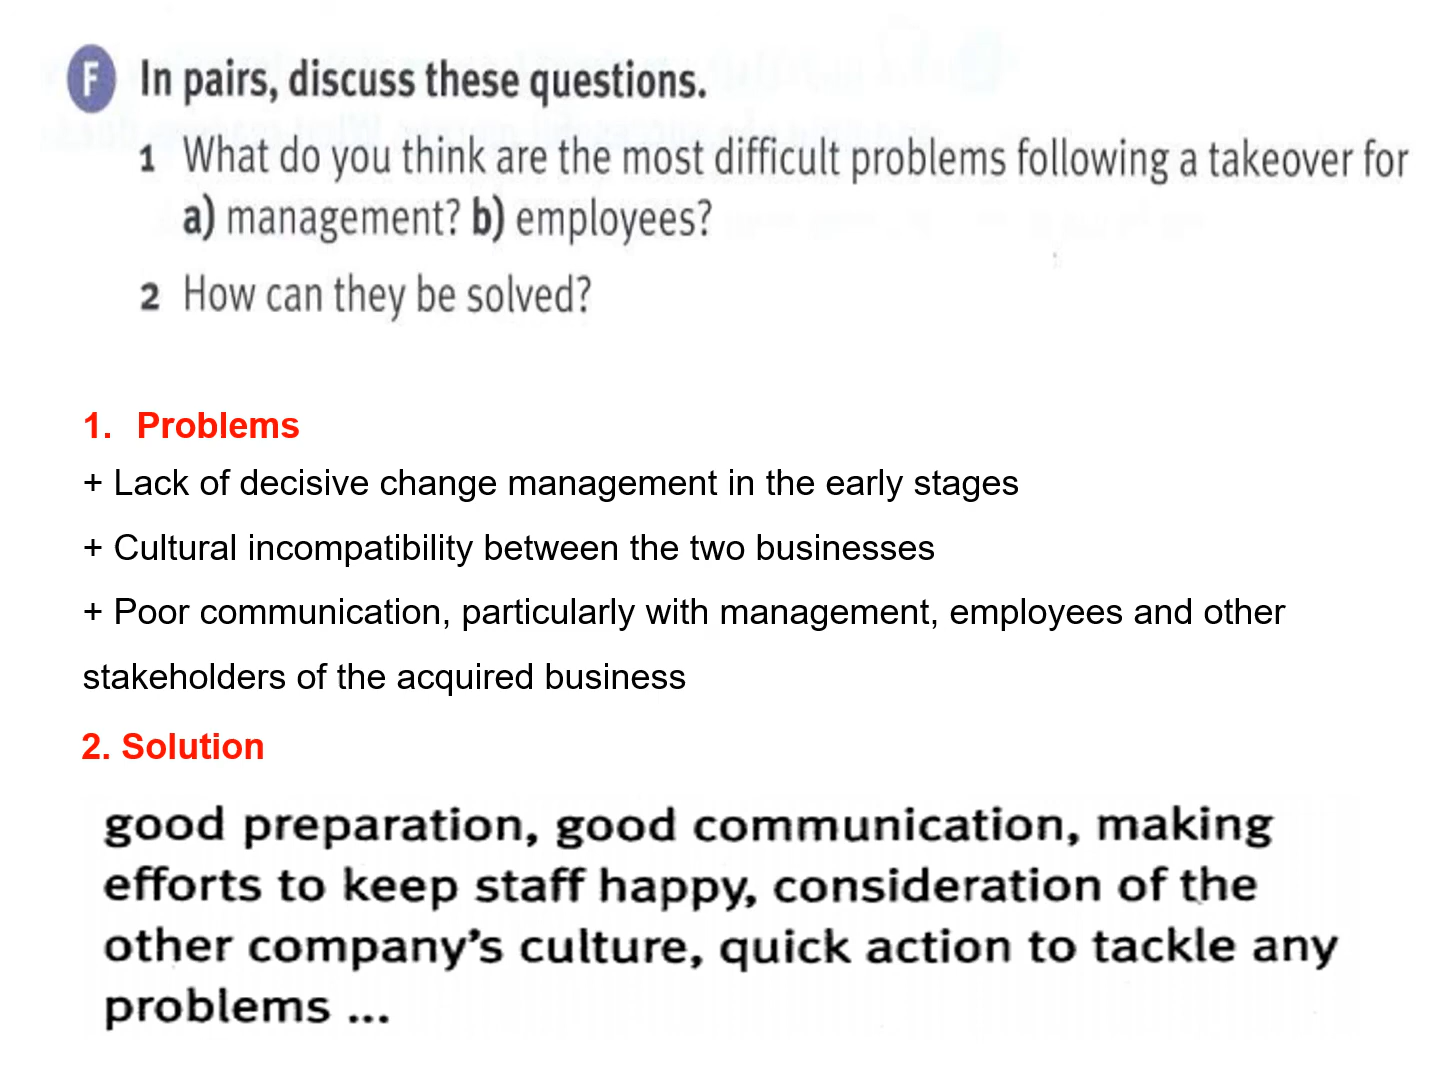 F In pairs, discuss these questions.
1 What do you think are the most difficult problems following a takeover for
a) management? b) employees?
2 How can they be solved?
1. Problems
+ Lack of decisive change management in the early stages
+ Cultural incompatibility between the two businesses
+ Poor communication, particularly with management, employees and other
stakeholders of the acquired business
2. Solution
good preparation, good communication, making
efforts to keep staff happy, consideration of the
other company's culture, quick action to tackle any
problems ...